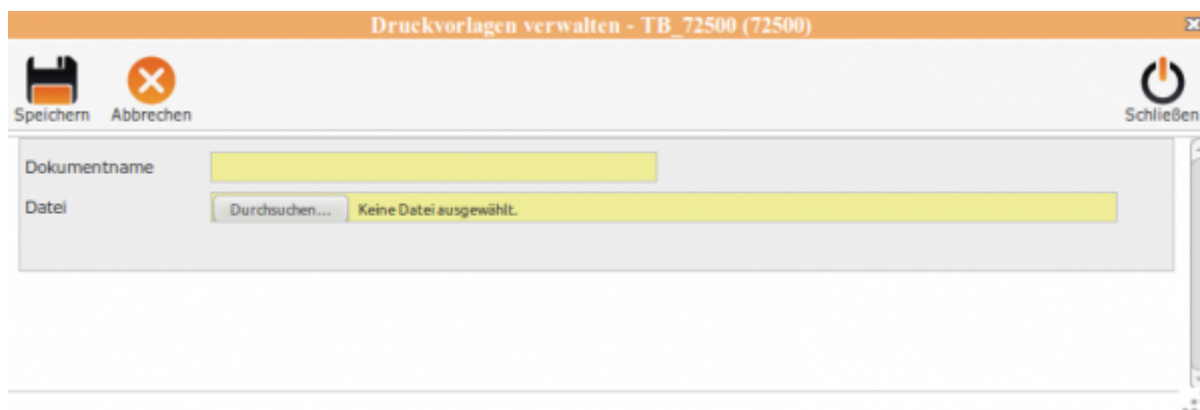 Druckvorlagen verwalten - TB_72500 (72500)
Speichern Abbrechen Schließen
Dokumentname
Datei Durchsuchen... Keine Datei ausgewählt.